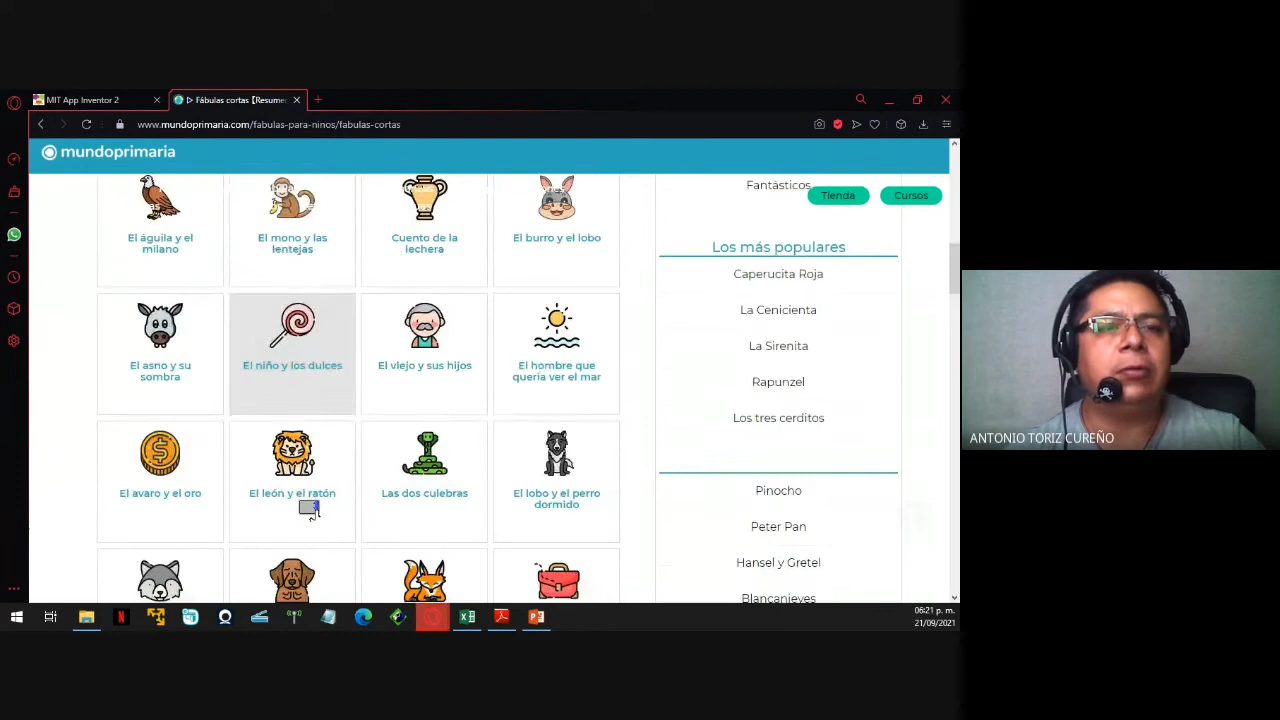 MIT App Inventor 2
Fábulas cortas【Resume
www.mundoprimaria.com/fabulas-para-ninos/fabulas-cortas
mundoprimaria
Fantásticos
Tienda
Cursos
El águila y el
milano
El mono y las
lentejas
Cuento de la
lechera
El burro y el lobo
Los más populares
Caperucita Roja
La Cenicienta
La Sirenita
Rapunzel
Los tres cerditos
El asno y su
sombra
El niño y los dulces
El viejo y sus hijos
El hombre que
quería ver el mar
El avaro y el oro
El león y el ratón
Las dos culebras
El lobo y el perro
dormido
Pinocho
Peter Pan
Hansel y Gretel
Blancanieves
ANTONIO TORIZ CUREÑO
06:21 p. m.
21/09/2021